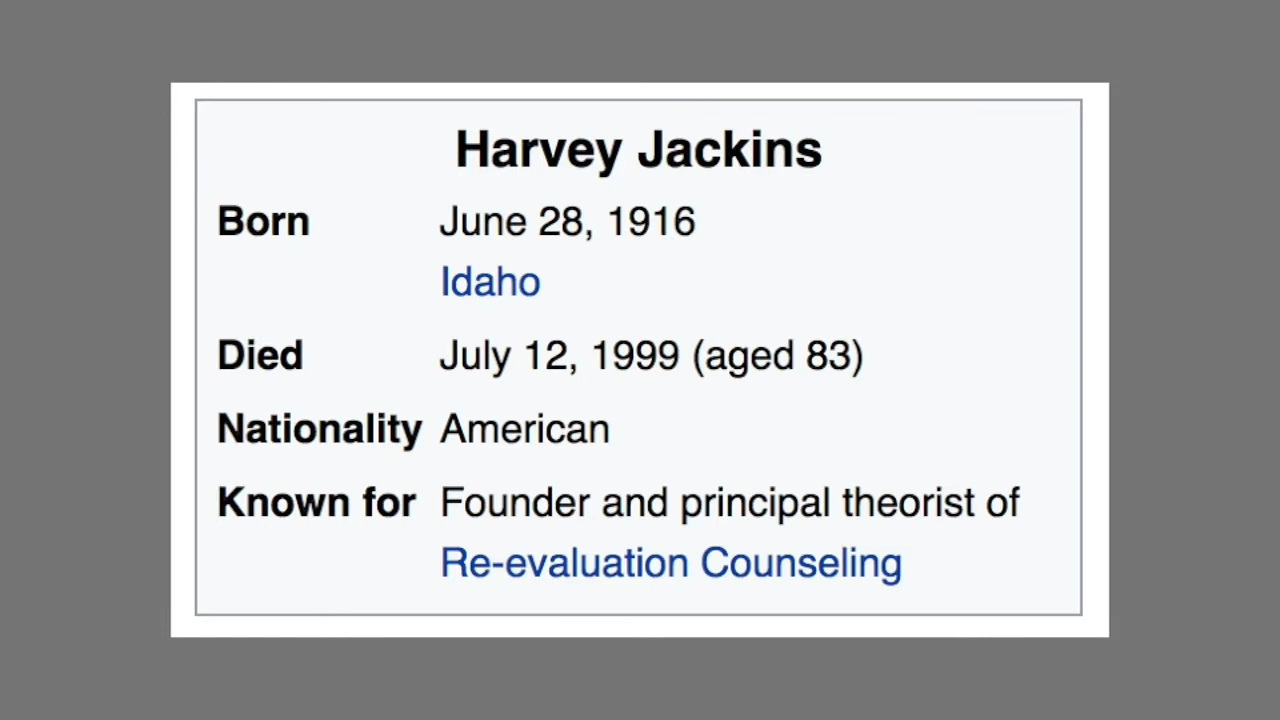 Harvey Jackins
Born June 28, 1916
Idaho
Died July 12, 1999 (aged 83)
Nationality American
Known for Founder and principal theorist of
Re-evaluation Counseling